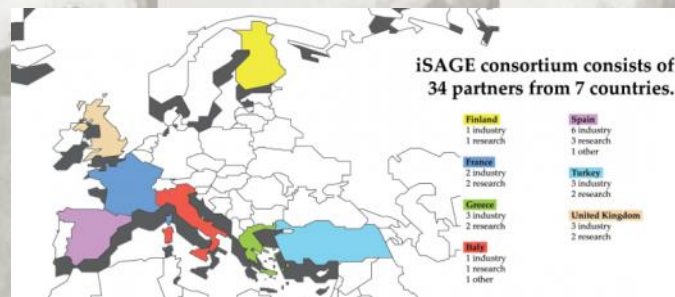 iSAGE consortium consists of
34 partners from 7 countries.
Finland
1 industry
1 research
France
2 industry
2 research
Greece
3 industry
2 research
Italy
1 industry
1 research
1 other
Spain
6 industry
3 research
1 other
Turkey
3 industry
2 research
United Kingdom
3 industry
2 research